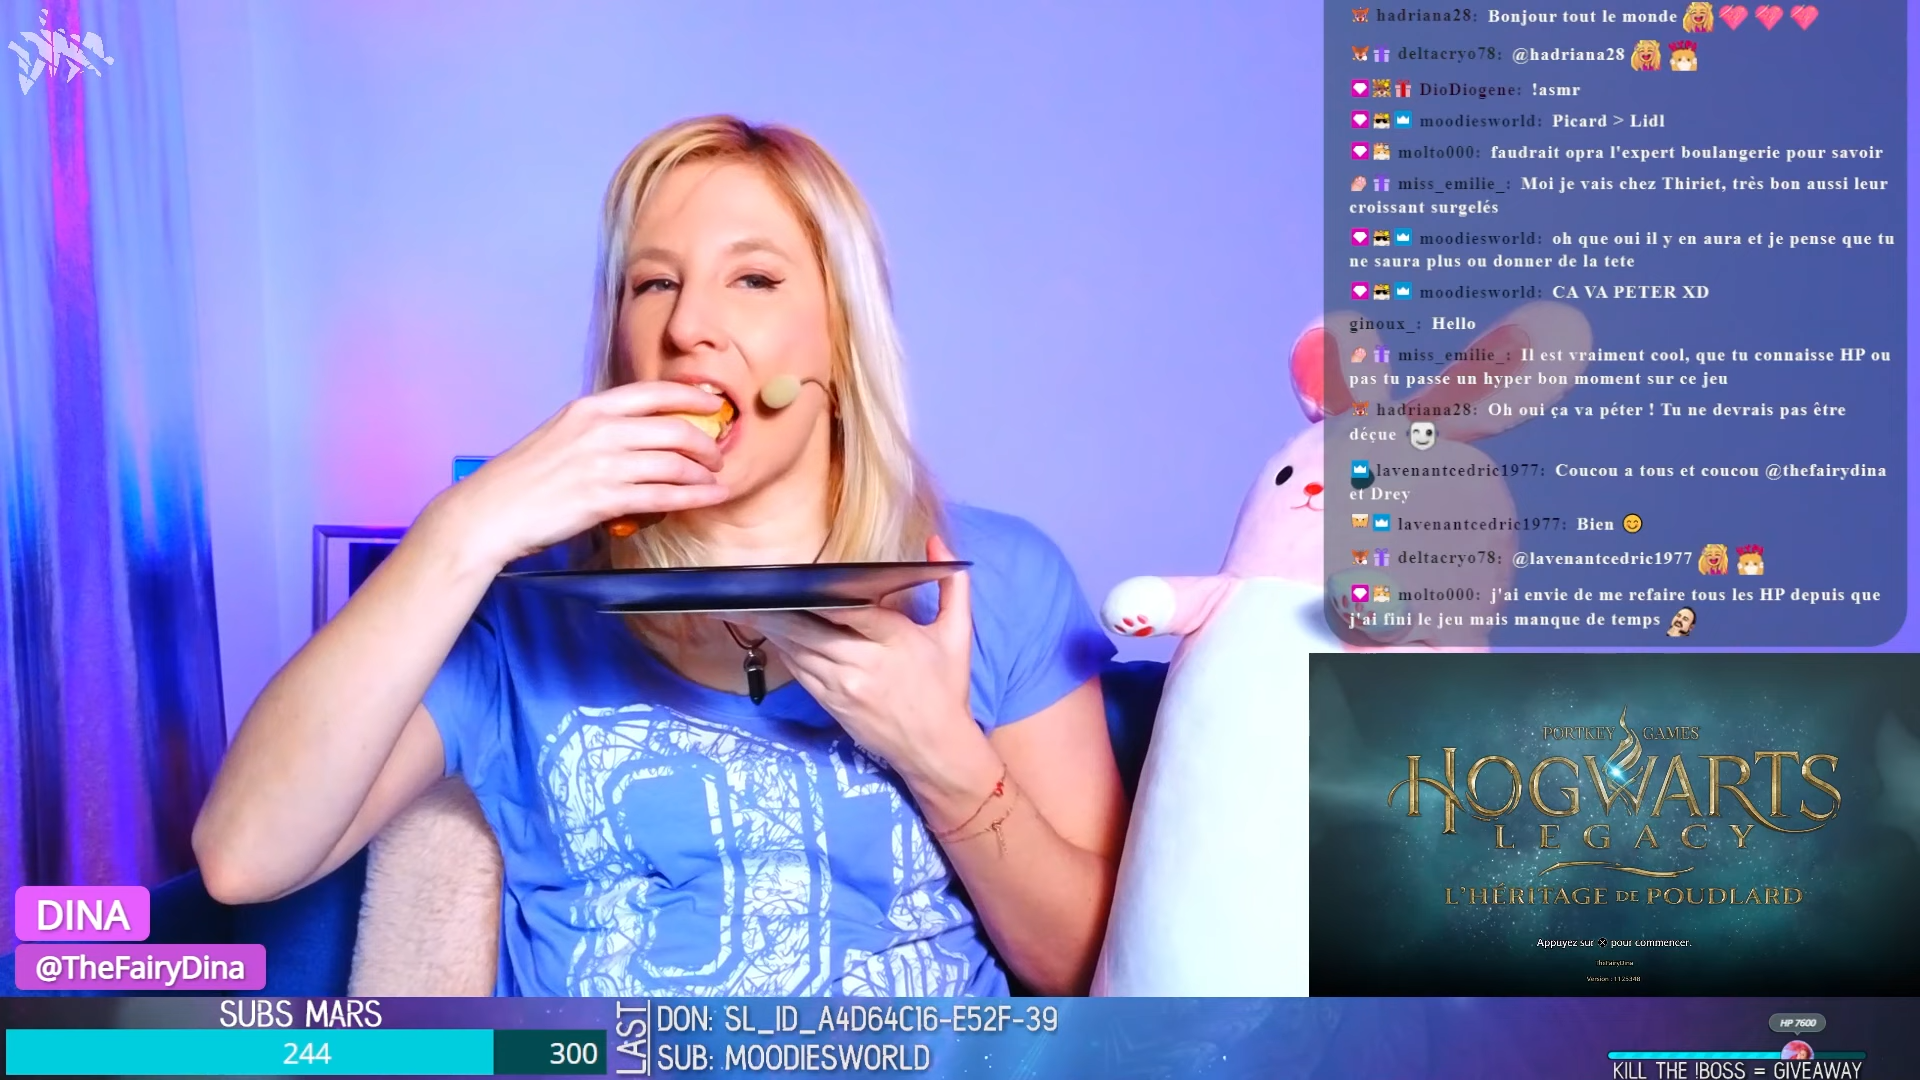 DINA
hadriana28: Bonjour tout le monde
deltacryo78: @hadriana28
DioDiogene: !asmr
moodiesworld: Picard > Lidl
molto000: faudrait opra l'expert boulangerie pour savoir
miss_emilie_: Moi je vais chez Thiriet, très bon aussi leur
croissant surgelés
moodiesworld: oh que oui il y en aura et je pense que tu
ne saura plus ou donner de la tete
moodiesworld: CA VA PETER XD
ginoux_: Hello
miss_emilie_: Il est vraiment cool, que tu connaisse HP ou
pas tu passe un hyper bon moment sur ce jeu
hadriana28: Oh oui ça va péter ! Tu ne devrais pas être
déçue
lavenantcedric1977: Coucou a tous et coucou @thefairydina
et Drey
lavenantcedric1977: Bien
deltacryo78: @lavenantcedric1977
molto000: j'ai envie de me refaire tous les HP depuis que
j'ai fini le jeu mais manque de temps
PORTKEY GAMES
HOGWARTS
LEGACY
L'HÉRITAGE DE POUDLARD
Appuyez sur pour commencer.
TheFairyDina
Version : 1125348
DINA
@TheFairyDina
SUBS MARS
244 300
LAST
DON: SL_ID_A4D64C16-E52F-39
SUB: MOODIESWORLD
HP 7600
KILL THE !BOSS = GIVEAWAY